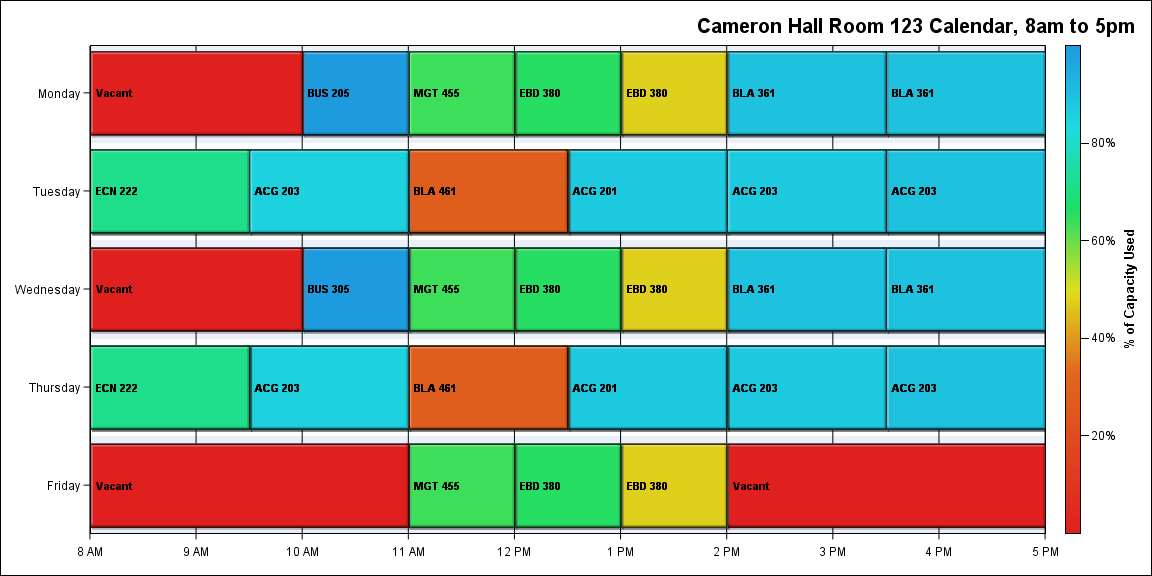 Cameron Hall Room 123 Calendar, 8am to 5pm
Monday
Vacant
BUS 205
MGT 455
EBD 380
EBD 380
BLA 361
BLA 361
Tuesday
ECN 222
ACG 203
BLA 461
ACG 201
ACG 203
ACG 203
Wednesday
Vacant
BUS 305
MGT 455
EBD 380
EBD 380
BLA 361
BLA 361
Thursday
ECN 222
ACG 203
BLA 461
ACG 201
ACG 203
ACG 203
Friday
Vacant
MGT 455
EBD 380
EBD 380
Vacant
8 AM
9 AM
10 AM
11 AM
12 PM
1 PM
2 PM
3 PM
4 PM
5 PM
80%
60%
40%
20%
% of Capacity Used